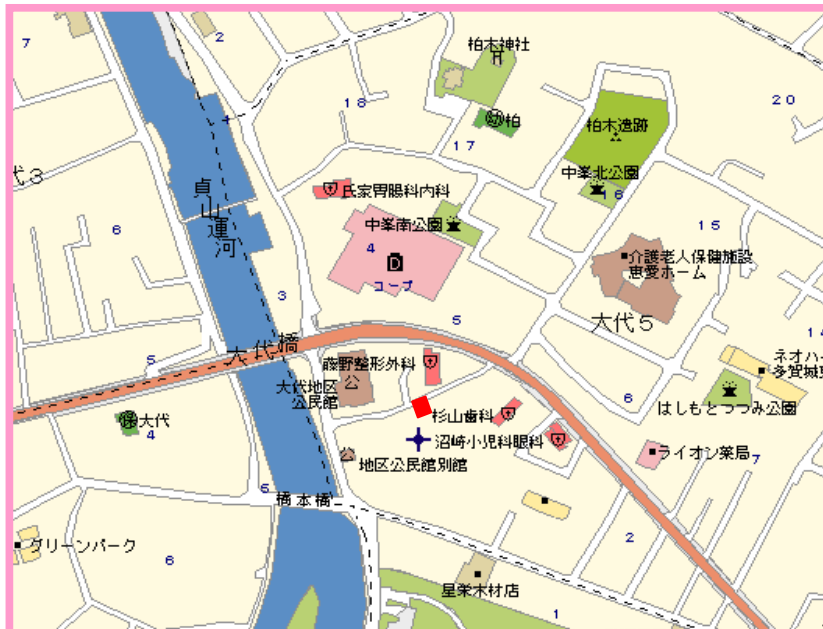 7
2
柏木神社
18
20
柏
柏木遺跡
17
代3
中峯北公園
16
氏家胃腸科内科
貞山運河
中峯南公園
15
6
4
介護老人保健施設
恵愛ホーム
コープ
3
大代5
5
14
大代橋
5
藤野整形外科
ネオハイ
多賀城東
大代地区
公民館
公
6
はしもとつつみ公園
大代
杉山歯科
4
沼崎小児科眼科
公
地区公民館別館
ライオン薬局
7
5
橋本橋
2
グリーンパーク
6
星栄木材店
1